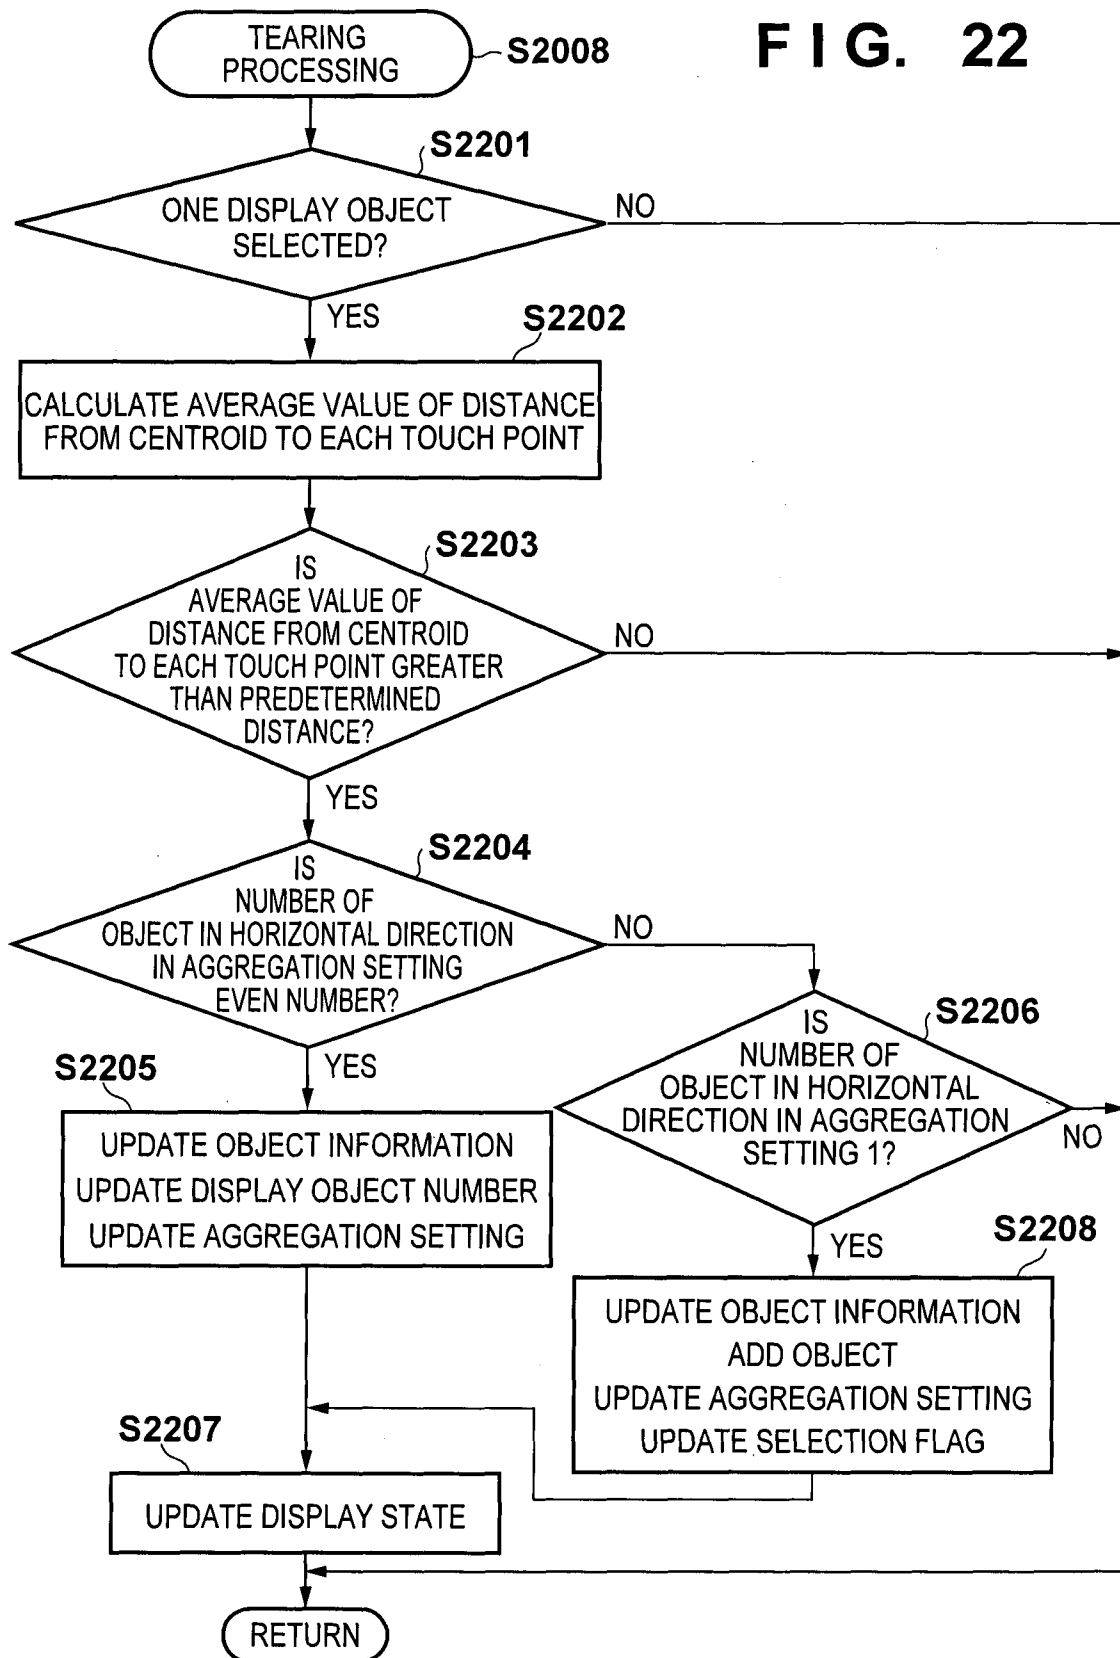 FIG. 22
TEARING
PROCESSING
S2008
S2201
ONE DISPLAY OBJECT
SELECTED?
NO
YES
S2202
CALCULATE AVERAGE VALUE OF DISTANCE
FROM CENTROID TO EACH TOUCH POINT
S2203
IS
AVERAGE VALUE OF
DISTANCE FROM CENTROID
TO EACH TOUCH POINT GREATER
THAN PREDETERMINED
DISTANCE?
NO
YES
S2204
IS
NUMBER OF
OBJECT IN HORIZONTAL DIRECTION
IN AGGREGATION SETTING
EVEN NUMBER?
NO
YES
S2206
IS
NUMBER OF
OBJECT IN HORIZONTAL
DIRECTION IN AGGREGATION
SETTING 1?
NO
YES
S2205
UPDATE OBJECT INFORMATION
UPDATE DISPLAY OBJECT NUMBER
UPDATE AGGREGATION SETTING
S2208
UPDATE OBJECT INFORMATION
ADD OBJECT
UPDATE AGGREGATION SETTING
UPDATE SELECTION FLAG
S2207
UPDATE DISPLAY STATE
RETURN